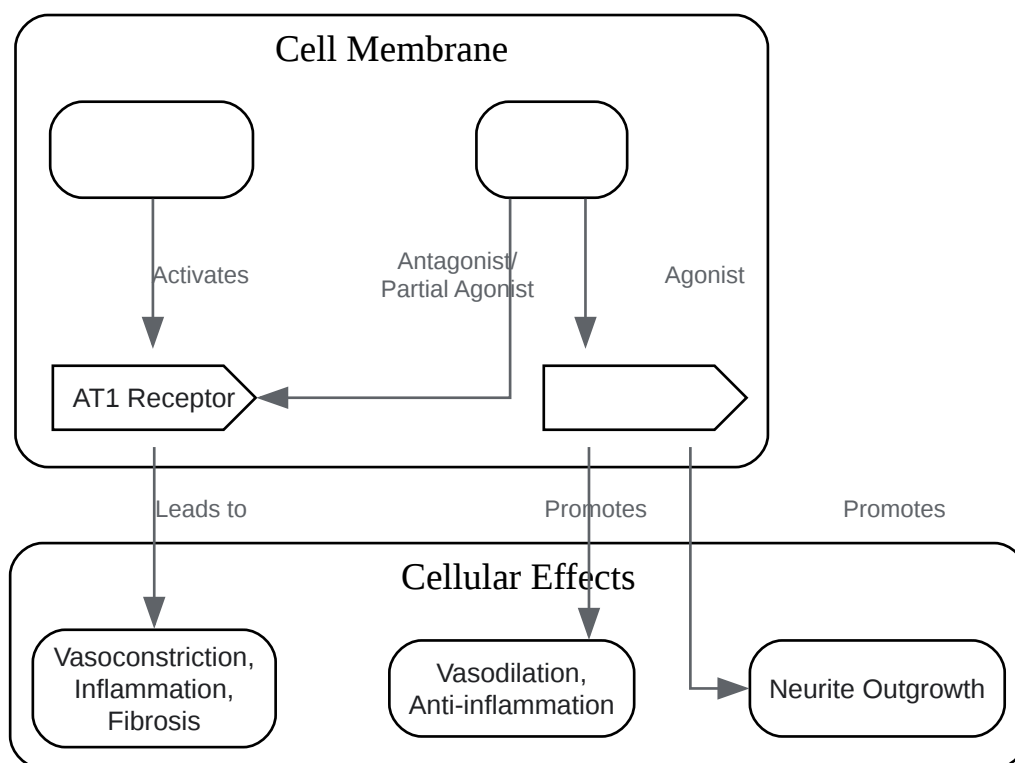 Cell Membrane
Activates
Antagonist/
Partial Agonist
Agonist
AT1 Receptor
Leads to
Promotes
Promotes
Cellular Effects
Vasoconstriction,
Inflammation,
Fibrosis
Vasodilation,
Anti-inflammation
Neurite Outgrowth